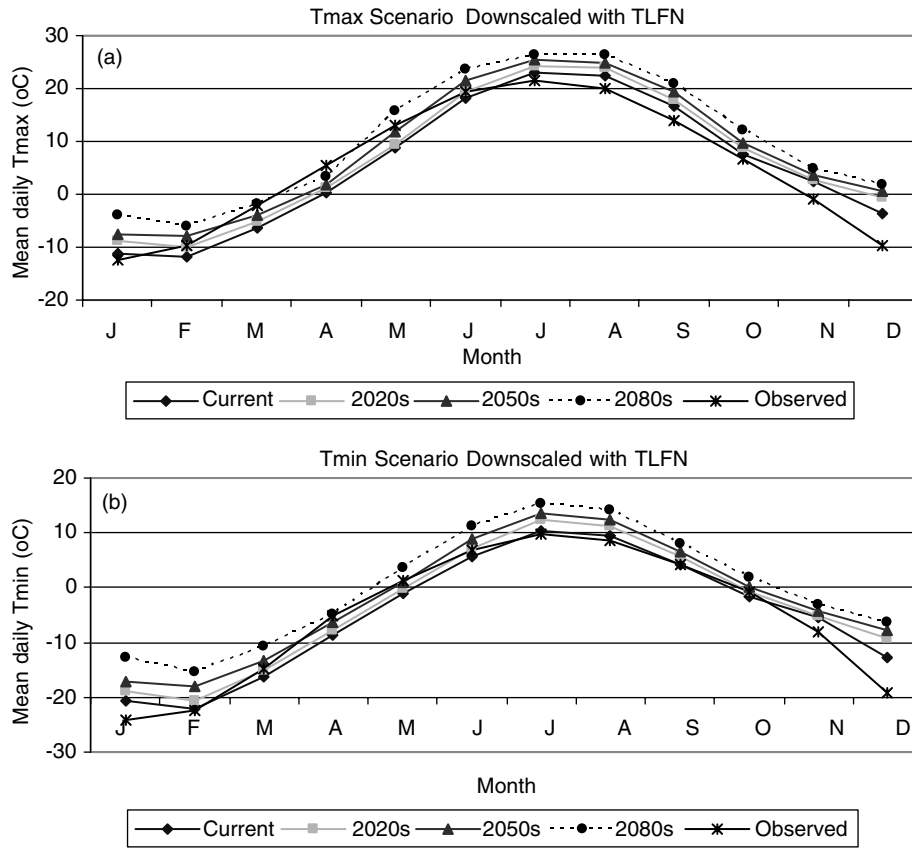 Tmax Scenario Downscaled with TLFN
(a)
Mean daily Tmax (oC)
30
20
10
0
-10
-20
J F M A M J J A S O N D
Month
Current 2020s 2050s 2080s Observed
Tmin Scenario Downscaled with TLFN
(b)
Mean daily Tmin (oC)
20
10
0
-10
-20
-30
J F M A M J J A S O N D
Month
Current 2020s 2050s 2080s Observed